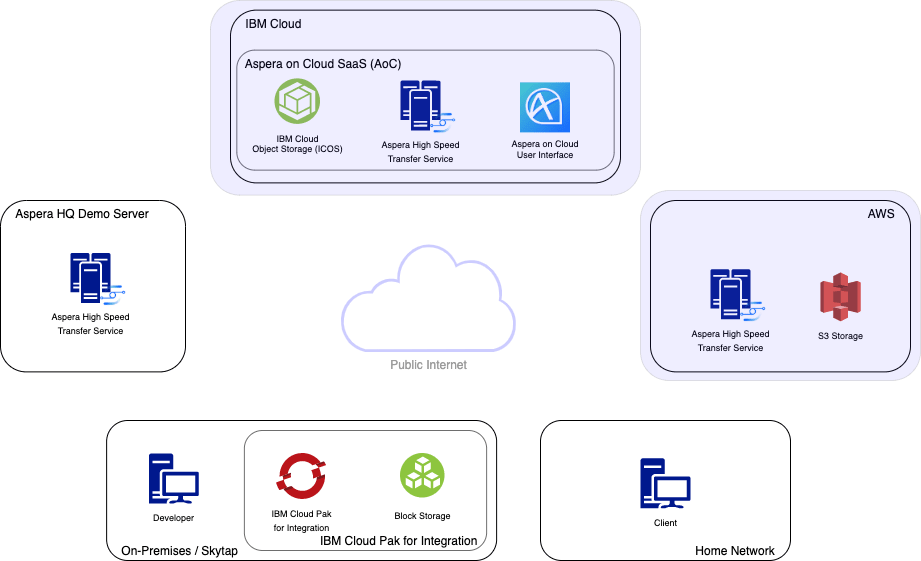 IBM Cloud
Aspera on Cloud SaaS (AoC)
IBM Cloud
Object Storage (ICOS)
Aspera High Speed
Transfer Service
Aspera on Cloud
User Interface
Aspera HQ Demo Server
Aspera High Speed
Transfer Service
AWS
Aspera High Speed
Transfer Service
S3 Storage
Public Internet
Developer
IBM Cloud Pak
for Integration
Block Storage
IBM Cloud Pak for Integration
On-Premises / Skytap
Client
Home Network